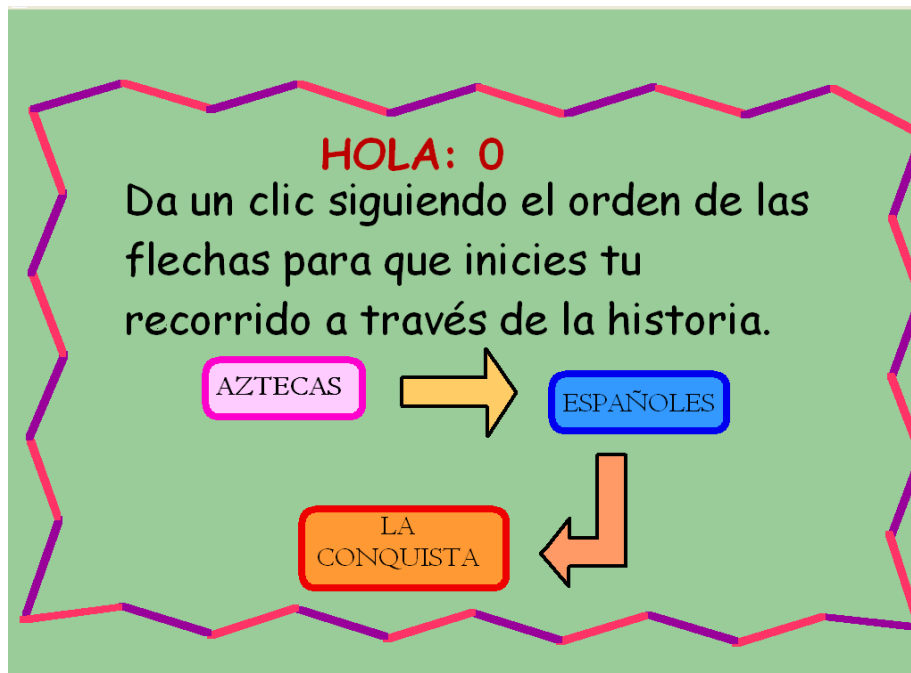 HOLA: 0
Da un clic siguiendo el orden de las
flechas para que inicies tu
recorrido a través de la historia.
AZTECAS
ESPAÑOLES
LA
CONQUISTA